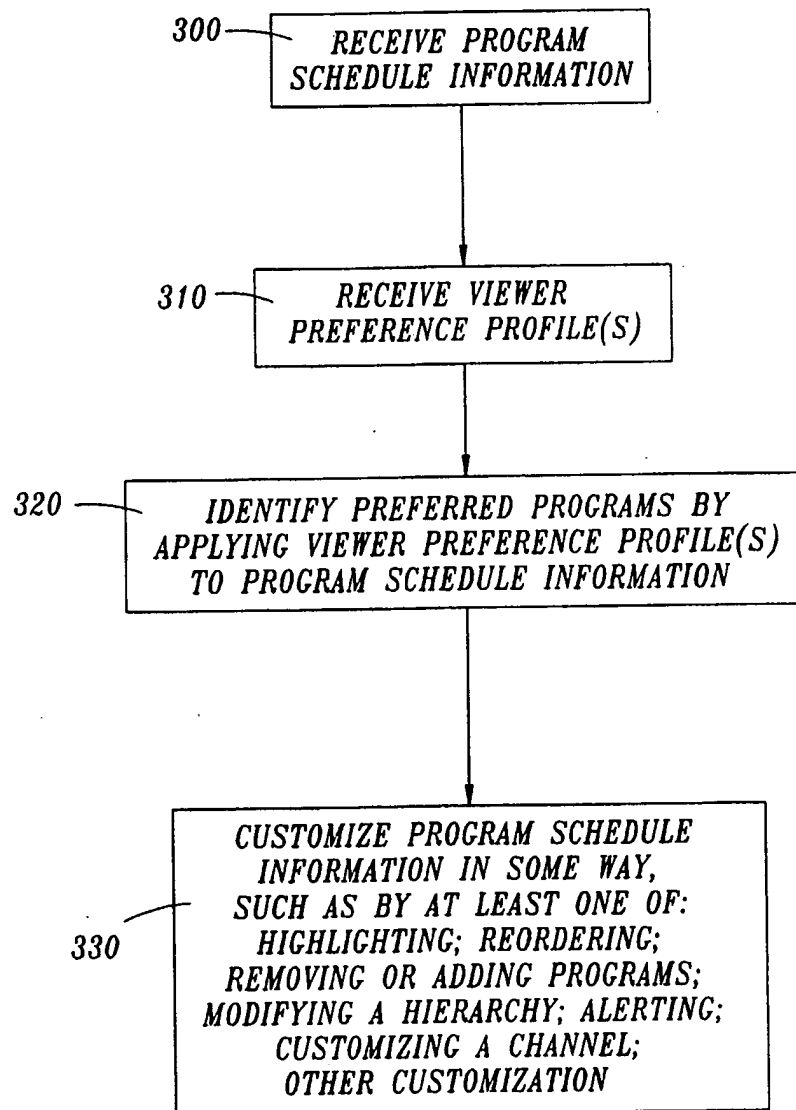 300
RECEIVE PROGRAM
SCHEDULE INFORMATION
310
RECEIVE VIEWER
PREFERENCE PROFILE(S)
320
IDENTIFY PREFERRED PROGRAMS BY
APPLYING VIEWER PREFERENCE PROFILE(S)
TO PROGRAM SCHEDULE INFORMATION
330
CUSTOMIZE PROGRAM SCHEDULE
INFORMATION IN SOME WAY,
SUCH AS BY AT LEAST ONE OF:
HIGHLIGHTING; REORDERING;
REMOVING OR ADDING PROGRAMS;
MODIFYING A HIERARCHY; ALERTING;
CUSTOMIZING A CHANNEL;
OTHER CUSTOMIZATION